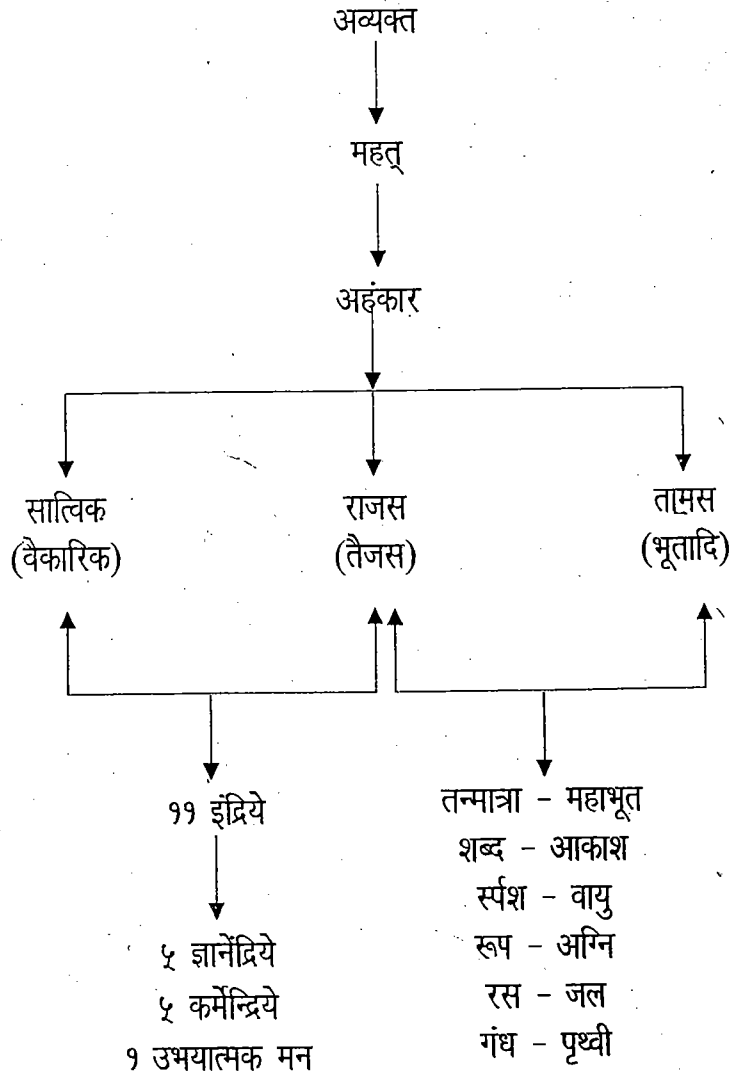 अव्यक्त
महत्
अहंकार
सात्विक
(वैकारिक)
राजस
(तैजस)
तामस
(भूतादि)
११ इंद्रिये
५ ज्ञानेंद्रिये
५ कर्मेन्द्रिये
१ उभयात्मक मन
तन्मात्रा - महाभूत
शब्द - आकाश
र्स्पश - वायु
रूप - अग्नि
रस - जल
गंध - पृथ्वी